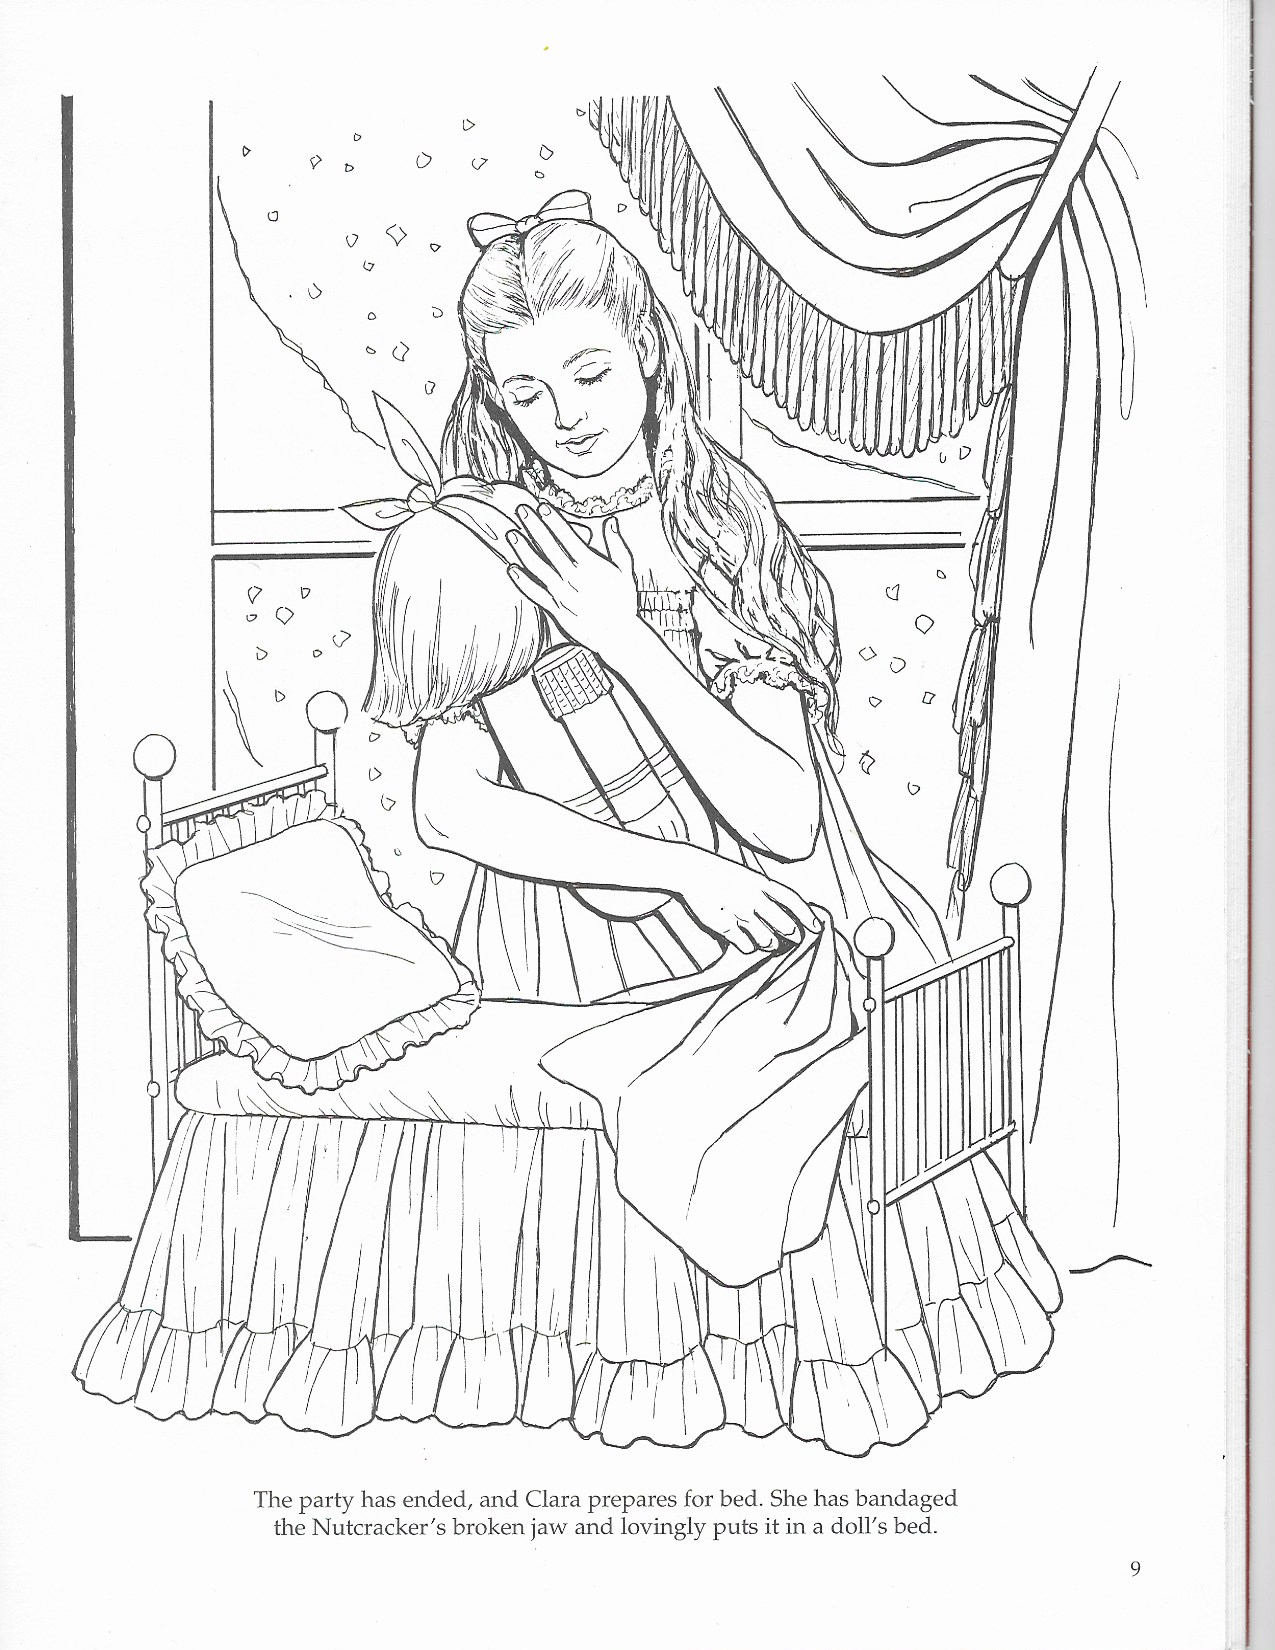 The party has ended, and Clara prepares for bed. She has bandaged
the Nutcracker's broken jaw and lovingly puts it in a doll's bed.
9